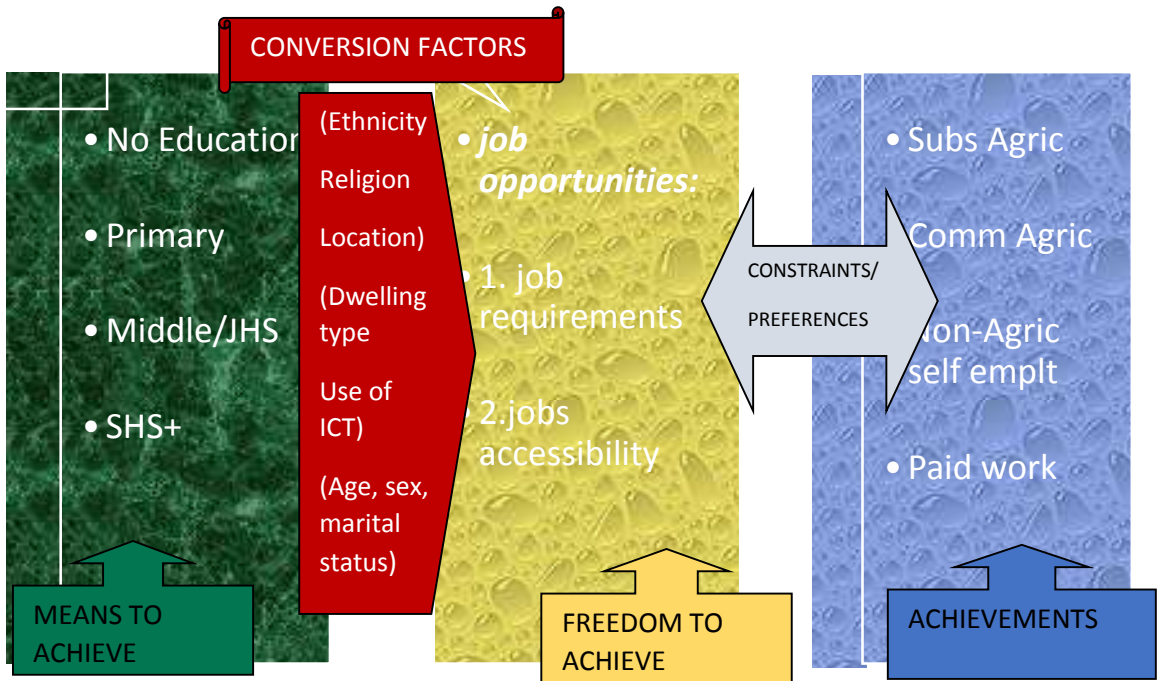 CONVERSION FACTORS
• No Education
• Primary
• Middle/JHS
• SHS+
MEANS TO
ACHIEVE
(Ethnicity
Religion
Location)
(Dwelling
type
Use of
ICT)
(Age, sex,
marital
status)
• job
opportunities:
• 1. job
requirements
• 2.jobs
accessibility
FREEDOM TO
ACHIEVE
CONSTRAINTS/
PREFERENCES
• Subs Agric
Comm Agric
Non-Agric
self emplt
• Paid work
ACHIEVEMENTS